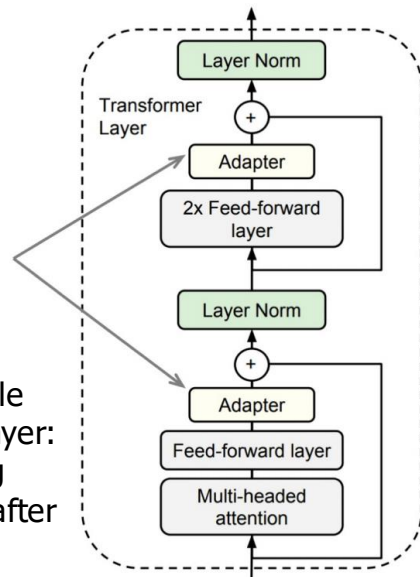 Layer Norm
Transformer
Layer
+
Adapter
2x Feed-forward
layer
Layer Norm
+
Adapter
Feed-forward layer
Multi-headed
attention
le
yer:
g
after